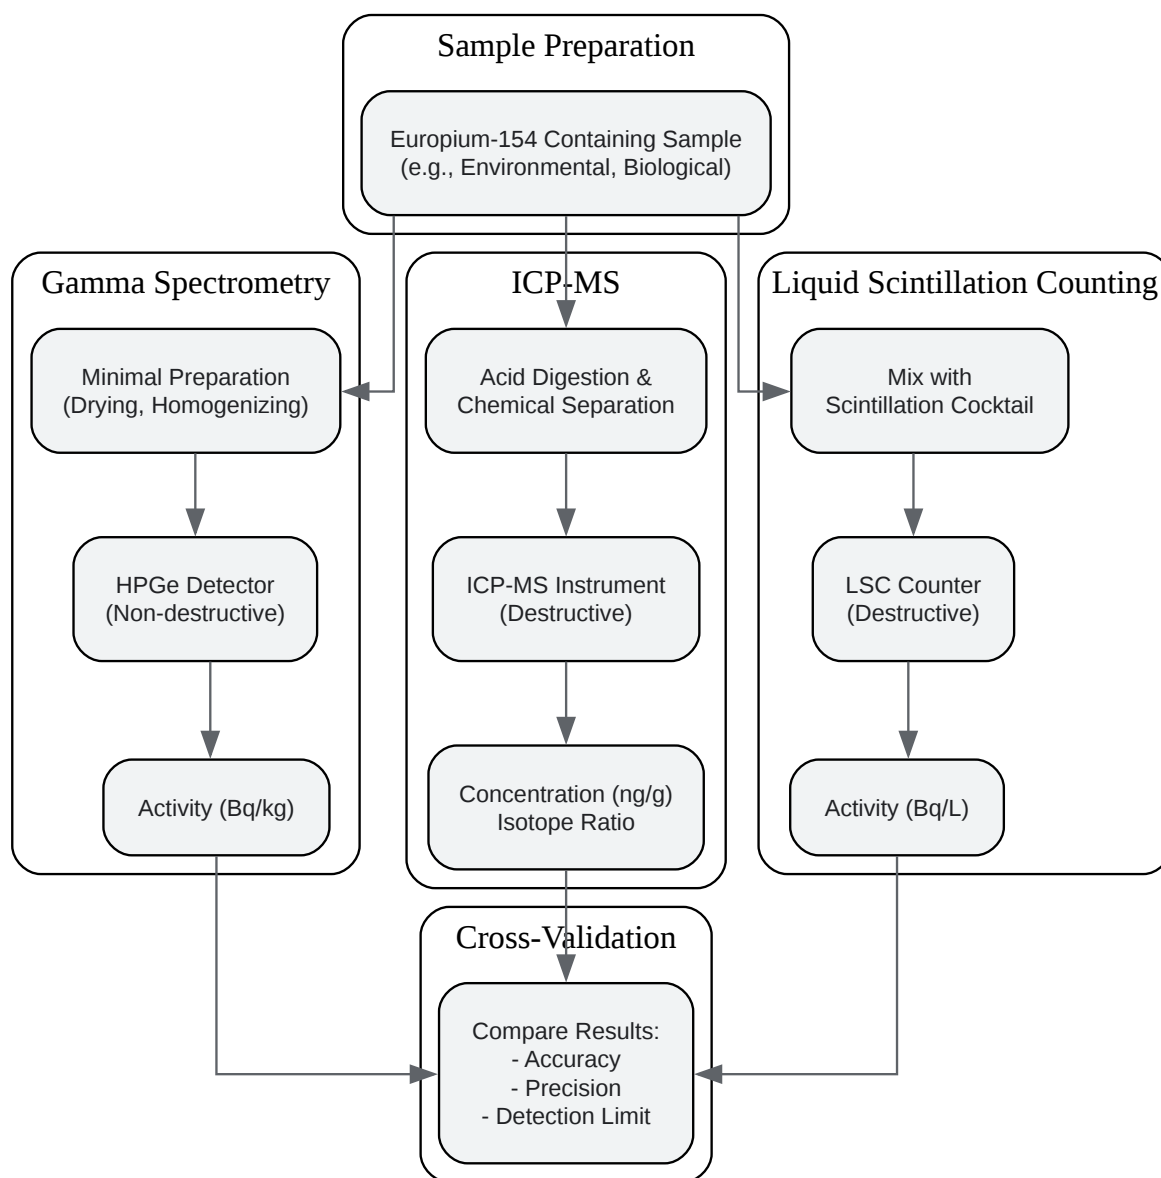 Sample Preparation
Europium-154 Containing Sample
(e.g., Environmental, Biological)
Gamma Spectrometry
Minimal Preparation
(Drying, Homogenizing)
HPGe Detector
(Non-destructive)
Activity (Bq/kg)
ICP-MS
Acid Digestion &
Chemical Separation
ICP-MS Instrument
(Destructive)
Concentration (ng/g)
Isotope Ratio
Liquid Scintillation Counting
Mix with
Scintillation Cocktail
LSC Counter
(Destructive)
Activity (Bq/L)
Cross-Validation
Compare Results:
- Accuracy
- Precision
- Detection Limit